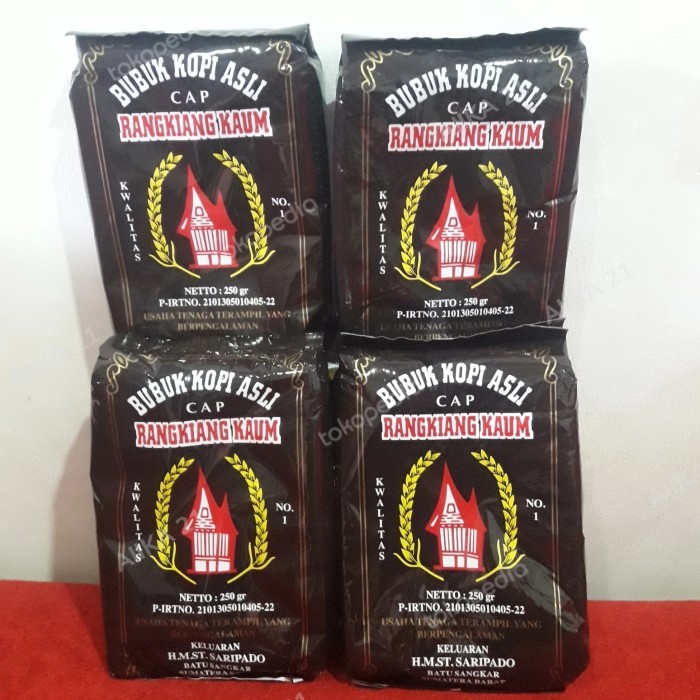 BUBUK KOPI ASLI
CAP
RANGKIANG KAUM
KWALITAS
NO. 1
NETTO : 250 gr
P-IRTNO. 2101305010405-22
USAHA TENAGA TERAMPIL YANG
BERPENGALAMAN
BUBUK KOPI ASLI
CAP
RANGKIANG KAUM
KWALITAS
NO. 1
NETTO : 250 gr
P-IRTNO. 2101305010405-22
USAHA TENAGA TERAMPIL
BUBUK KOPI ASLI
CAP
RANGKIANG KAUM
KWALITAS
NO. 1
NETTO : 250 gr
P-IRTNO. 2101305010405-22
USAHA TENAGA TERAMPIL YANG
BERPENGALAMAN
KELUARAN
H.M.ST. SARIPADO
BATU SANGKAR
SUMATERA BARAT
BUBUK KOPI ASLI
CAP
RANGKIANG KAUM
KWALITAS
NO. 1
NETTO : 250 gr
P-IRTNO. 2101305010405-22
USAHA TENAGA TERAMPIL YANG
BERPENGALAMAN
KELUARAN
H.M.ST. SARIPADO
BATU SANGKAR
SUMATERA BARAT
tokopedia
tokopedia
tokopedia